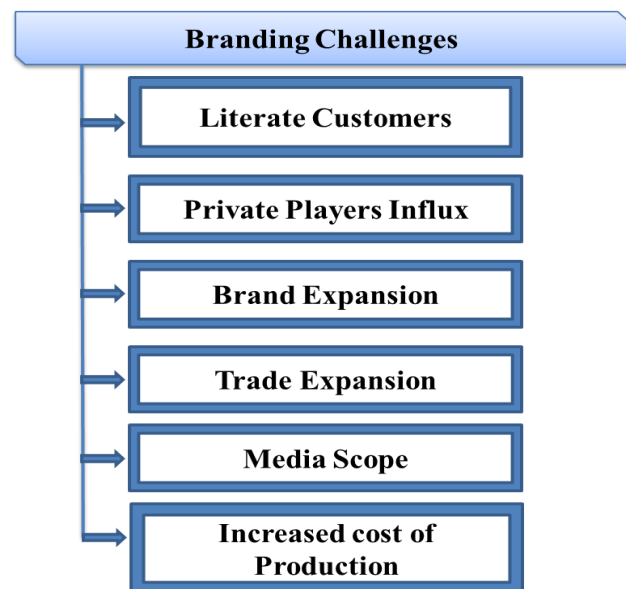 Branding Challenges
Literate Customers
Private Players Influx
Brand Expansion
Trade Expansion
Media Scope
Increased cost of
Production